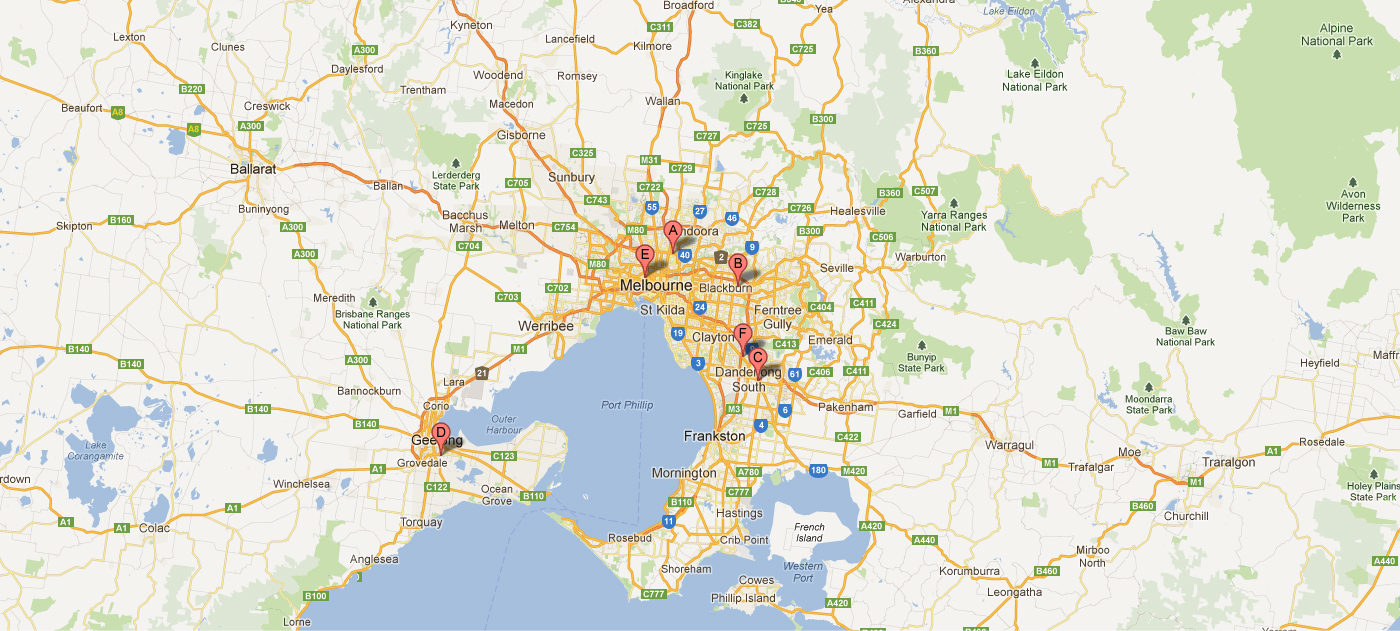 Broadford
Yea
Lake Eildon
Kyneton
C311
C382
Alpine
National Park
Lexton
Clunes
A300
Lancefield
Kilmore
C725
B360
Daylesford
Woodend
Romsey
Kinglake
National Park
Lake Eildon
National Park
B220
Trentham
Beaufort
A8
Creswick
Macedon
Wallan
A8
A300
Gisborne
C727
C725
B300
C325
M31
Ballarat
Lerderderg
State Park
C705
Sunbury
C729
Ballan
C722
C728
B360
C507
Avon
Wilderness
Park
C743
Buninyong
Bacchus
Marsh
55
27
46
C726
Healesville
Yarra Ranges
National Park
Skipton
B160
A300
Melton
C754
M80
A
ndoora
B300
C506
C704
A300
E
40
2
9
Warburton
M80
B
Seville
Meredith
C703
C702
Melbourne
Blackburn
Brisbane Ranges
National Park
St Kilda
24
C404
C411
Werribee
Ferntree
Gully
C424
Baw Baw
National Park
19
Clayton
F
C413
Emerald
B140
M1
C
Bunyip
State Park
Heyfield
Maffr
B140
A300
3
Dandenong
South
61
C406
C411
Bannockburn
Lara
21
Moondarra
State Park
B140
Corio
Port Phillip
M3
6
Pakenham
Garfield
M1
Outer
Harbour
B140
4
D
Geelong
Frankston
C422
Warragul
Rosedale
Lake
Corangamite
C123
Moe
A1
Grovedale
A1
Mornington
A780
180
M420
M1
Trafalgar
Traralgon
rdown
Winchelsea
C122
Ocean
Grove
B110
C777
M1
Holey Plains
State Park
A1
B110
Hastings
B460
A1
A1
Colac
Torquay
11
French
Island
A420
Churchill
Rosebud
Crib Point
A440
Anglesea
Mirboo
North
A440
Shoreham
Western
Port
Korumburra
B460
B100
C777
Cowes
Phillip Island
A420
Leongatha
Lorne